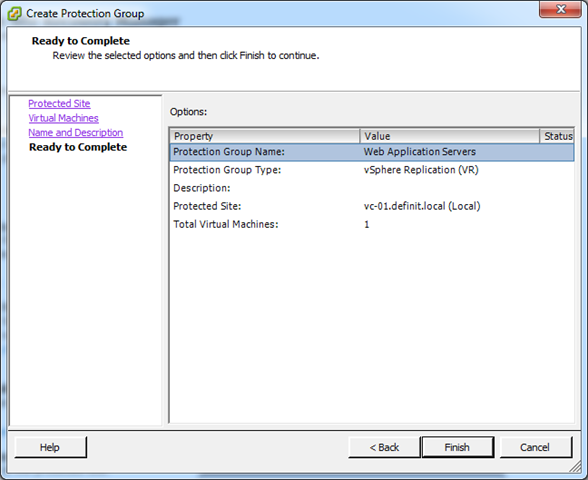 Create Protection Group
Ready to Complete
Review the selected options and then click Finish to continue.
Protected Site
Virtual Machines
Name and Description
Ready to Complete
Options:
Property Value Status
Protection Group Name: Web Application Servers
Protection Group Type: vSphere Replication (VR)
Description:
Protected Site: vc-01.definit.local (Local)
Total Virtual Machines: 1
Help < Back Finish Cancel